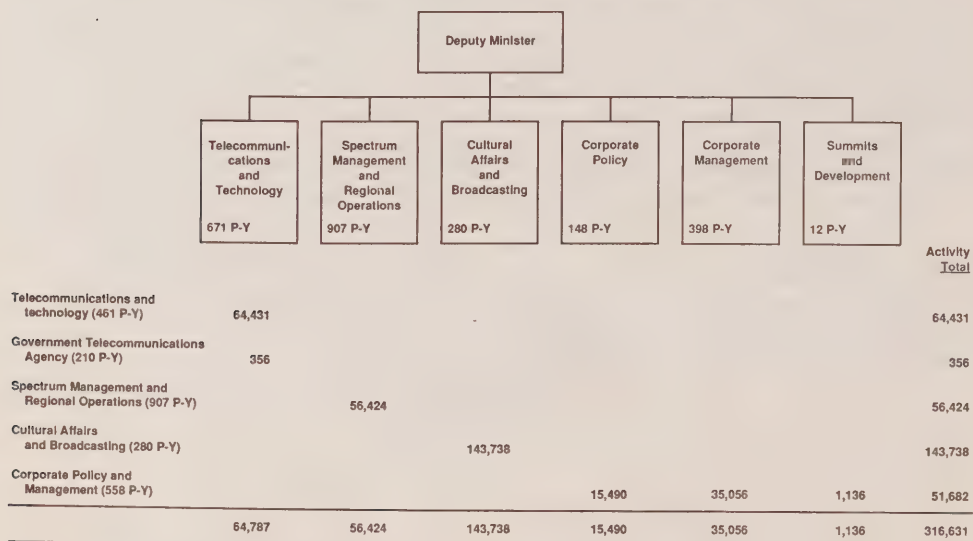 Deputy Minister
Telecommuni-
cations
and
Technology
671 P-Y
Spectrum
Management
and
Regional
Operations
907 P-Y
Cultural
Affairs
and
Broadcasting
280 P-Y
Corporate
Policy
148 P-Y
Corporate
Management
398 P-Y
Summits
and
Development
12 P-Y
Activity
Total
Telecommunications and
technology (461 P-Y) 64,431 64,431
Government Telecommunications
Agency (210 P-Y) 356 356
Spectrum Management and
Regional Operations (907 P-Y) 56,424 56,424
Cultural Affairs
and Broadcasting (280 P-Y) 143,738 143,738
Corporate Policy and
Management (558 P-Y) 15,490 35,056 1,136 51,682
64,787 56,424 143,738 15,490 35,056 1,136 316,631